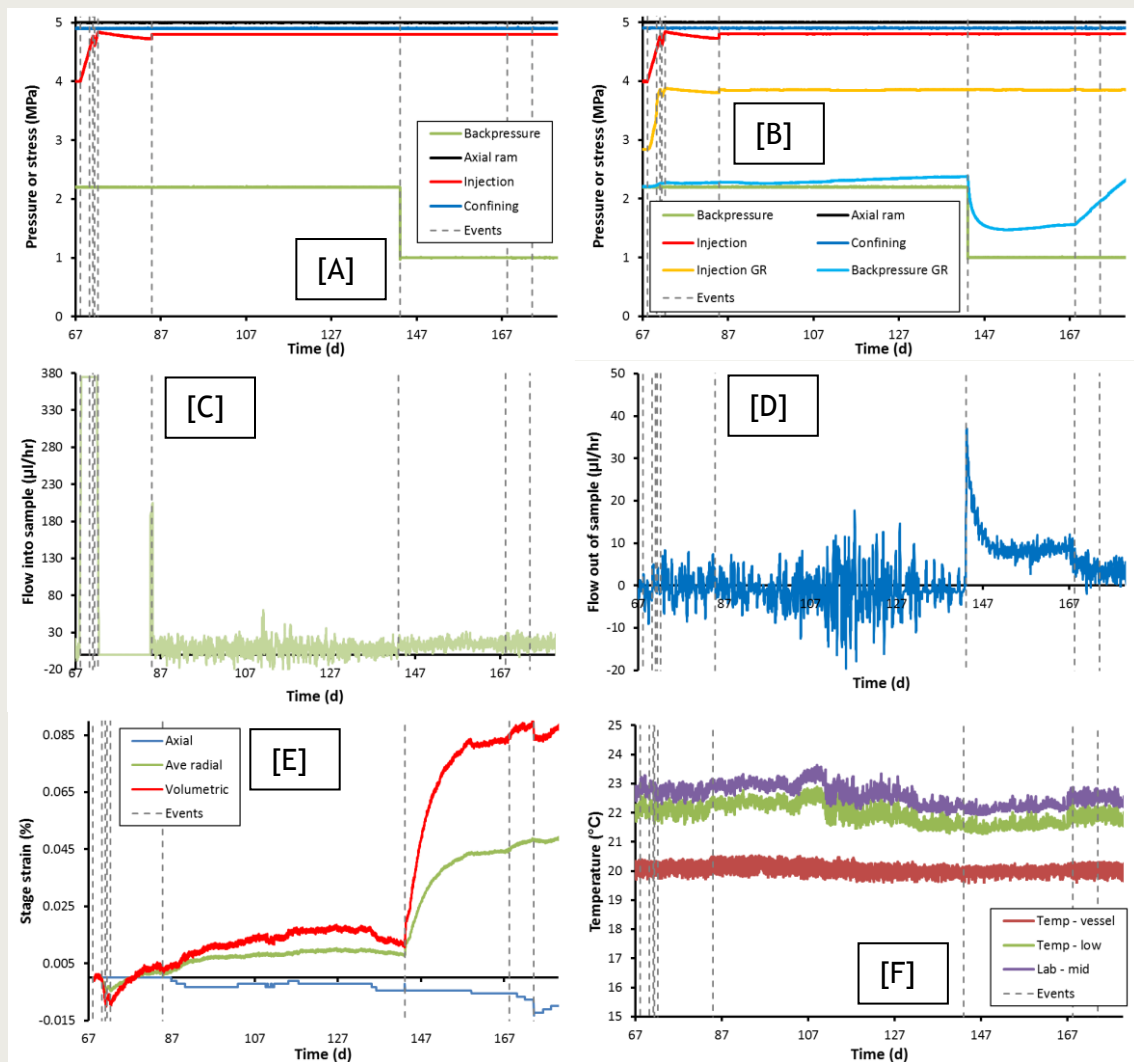 Pressure or stress (MPa)
5
4
3
2
1
0
67 87 107 127 147 167
Time (d)
Backpressure
Axial ram
Injection
Confining
Events
[A]
Pressure or stress (MPa)
5
4
3
2
1
0
67 87 107 127 147 167
Time (d)
[B]
Backpressure Axial ram
Injection Confining
Injection GR Backpressure GR
Events
Flow into sample (µl/hr)
380
330
280
230
180
130
80
30
-20
67 87 107 127 147 167
Time (d)
[C]
Flow out of sample (µl/hr)
50
40
30
20
10
0
-10
-20
67 87 107 127 147 167
Time (d)
[D]
Stage strain (%)
0.085
0.065
0.045
0.025
0.005
-0.015
67 87 107 127 147 167
Time (d)
Axial
Ave radial
Volumetric
Events
[E]
Temperature (°C)
25
24
23
22
21
20
19
18
17
16
15
67 87 107 127 147 167
Time (d)
[F]
Temp - vessel
Temp - low
Lab - mid
Events